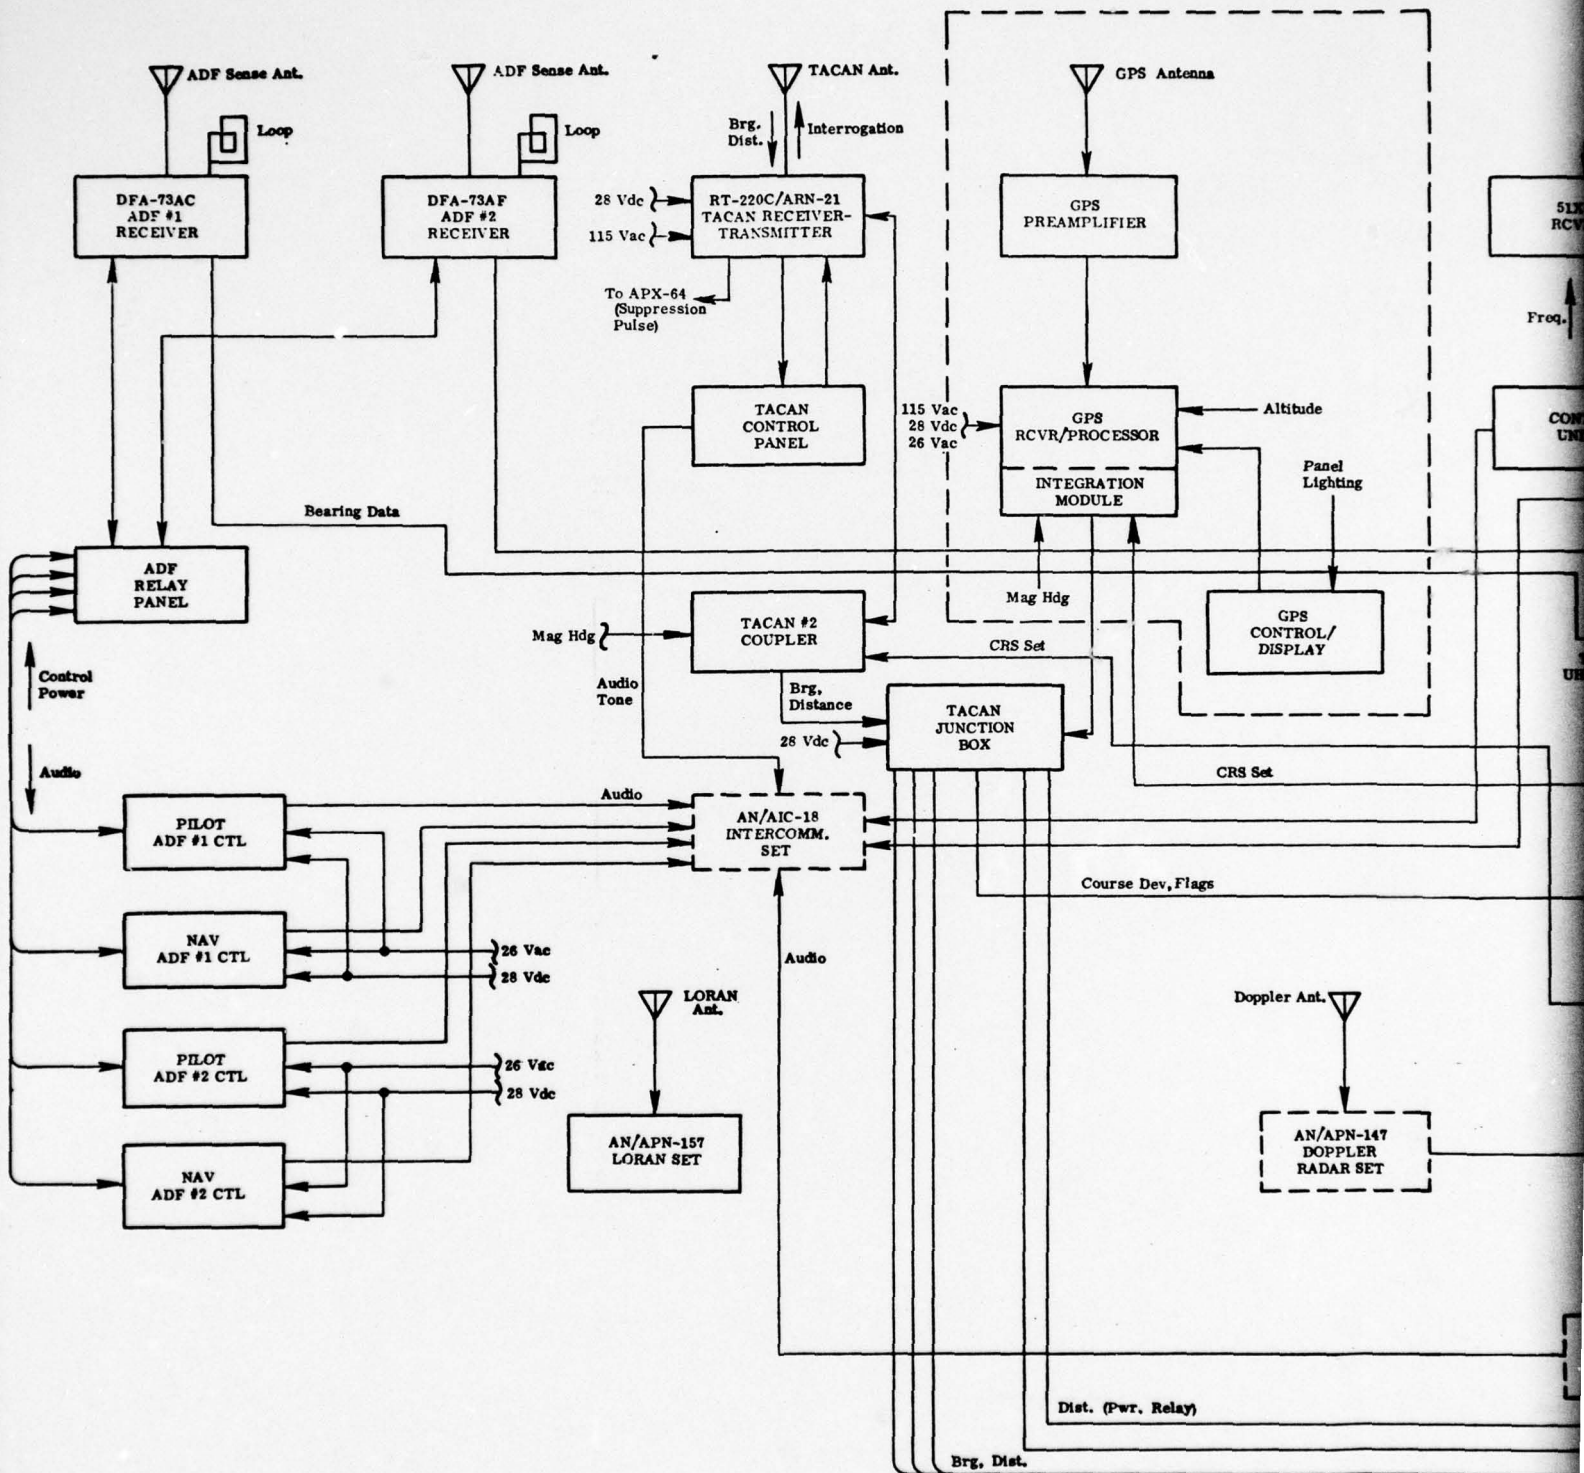 ADF Sense Ant.
ADF Sense Ant.
TACAN Ant.
GPS Antenna
Loop
Loop
Brg.
Dist.
Interrogation
DFA-73AC
ADF #1
RECEIVER
DFA-73AF
ADF #2
RECEIVER
28 Vdc
115 Vac
RT-220C/ARN-21
TACAN RECEIVER-
TRANSMITTER
GPS
PREAMPLIFIER
To APX-64
(Suppression
Pulse)
Freq.
TACAN
CONTROL
PANEL
115 Vac
28 Vdc
26 Vac
GPS
RCVR/PROCESSOR
INTEGRATION
MODULE
Altitude
Panel
Lighting
Bearing Data
ADF
RELAY
PANEL
Mag Hdg
Mag Hdg
TACAN #2
COUPLER
CRS Set
GPS
CONTROL/
DISPLAY
Control
Power
Audio
Tone
Brg,
Distance
28 Vdc
TACAN
JUNCTION
BOX
Audio
CRS Set
PILOT
ADF #1 CTL
Audio
AN/AIC-18
INTERCOMM.
SET
Course Dev, Flags
NAV
ADF #1 CTL
26 Vac
28 Vdc
Audio
LORAN
Ant.
Doppler Ant.
PILOT
ADF #2 CTL
26 Vac
28 Vdc
AN/APN-157
LORAN SET
AN/APN-147
DOPPLER
RADAR SET
NAV
ADF #2 CTL
Dist. (Pwr. Relay)
Brg, Dist.